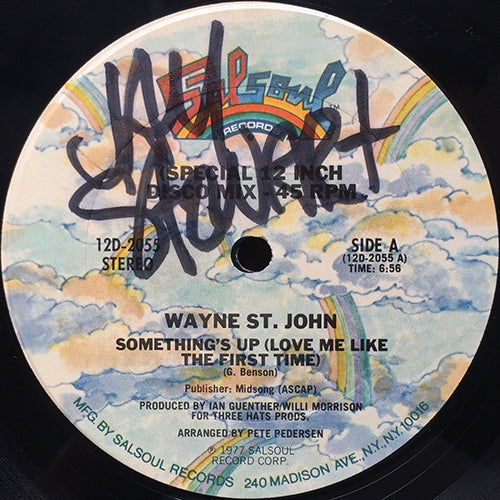 Salsoul
RECORD
(SPECIAL 12 INCH
DISCO MIX - 45 RPM
12D-2055
STEREO
SIDE A
(12D-2055 A)
TIME: 6:56
WAYNE ST. JOHN
SOMETHING'S UP (LOVE ME LIKE
THE FIRST TIME)
(G. Benson)
Publisher: Midsong (ASCAP)
PRODUCED BY IAN GUENTHER/WILLI MORRISON
FOR THREE HATS PRODS.
ARRANGED BY PETE PEDERSEN
℗ 1977 SALSOUL
RECORD CORP.
MFG. BY SALSOUL RECORDS 240 MADISON AVE., N.Y., N.Y. 10016